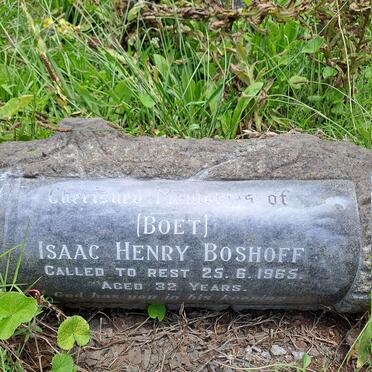 Cherished Memories of
[BOET]
ISAAC HENRY BOSHOFF
CALLED TO REST 25. 6. 1965.
AGED 32 YEARS.